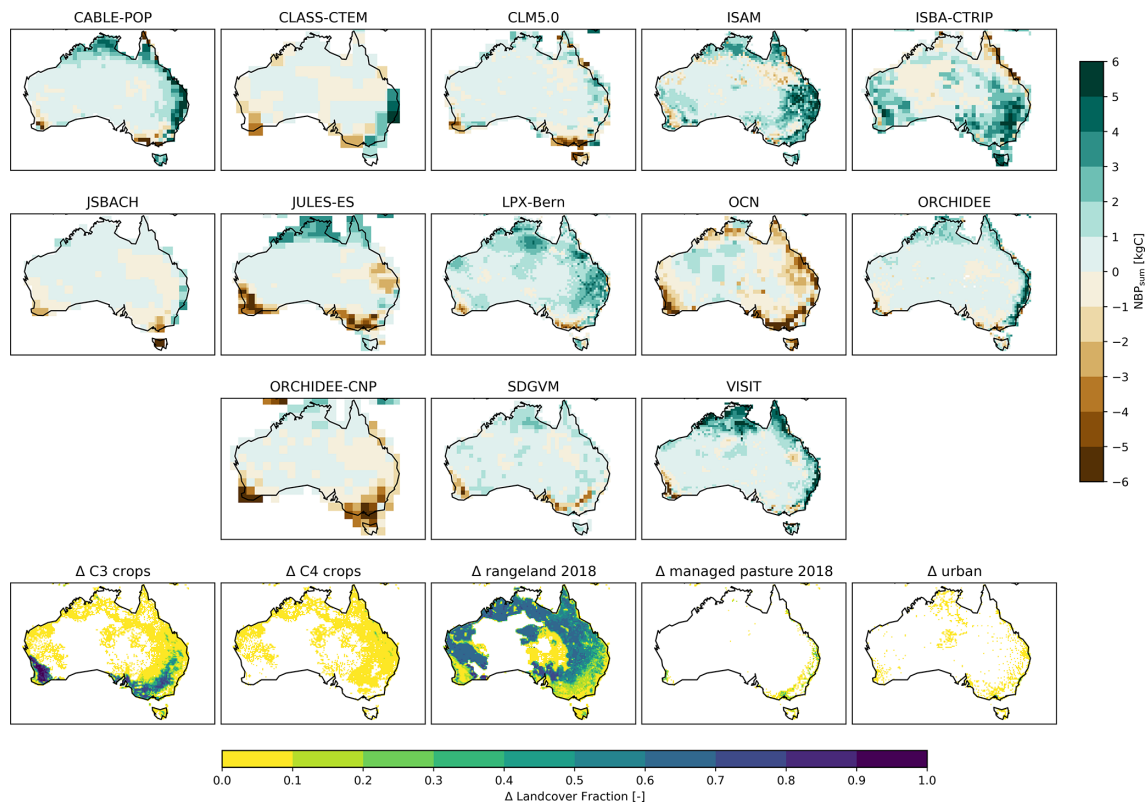 CABLE-POP
CLASS-CTEM
CLM5.0
ISAM
ISBA-CTRIP
JSBACH
JULES-ES
LPX-Bern
OCN
ORCHIDEE
ORCHIDEE-CNP
SDGVM
VISIT
6
5
4
3
2
1
0
−1
−2
−3
−4
−5
−6
NBPsum [kgC]
Δ C3 crops
Δ C4 crops
Δ rangeland 2018
Δ managed pasture 2018
Δ urban
0.0 0.1 0.2 0.3 0.4 0.5 0.6 0.7 0.8 0.9 1.0
Δ Landcover Fraction [-]